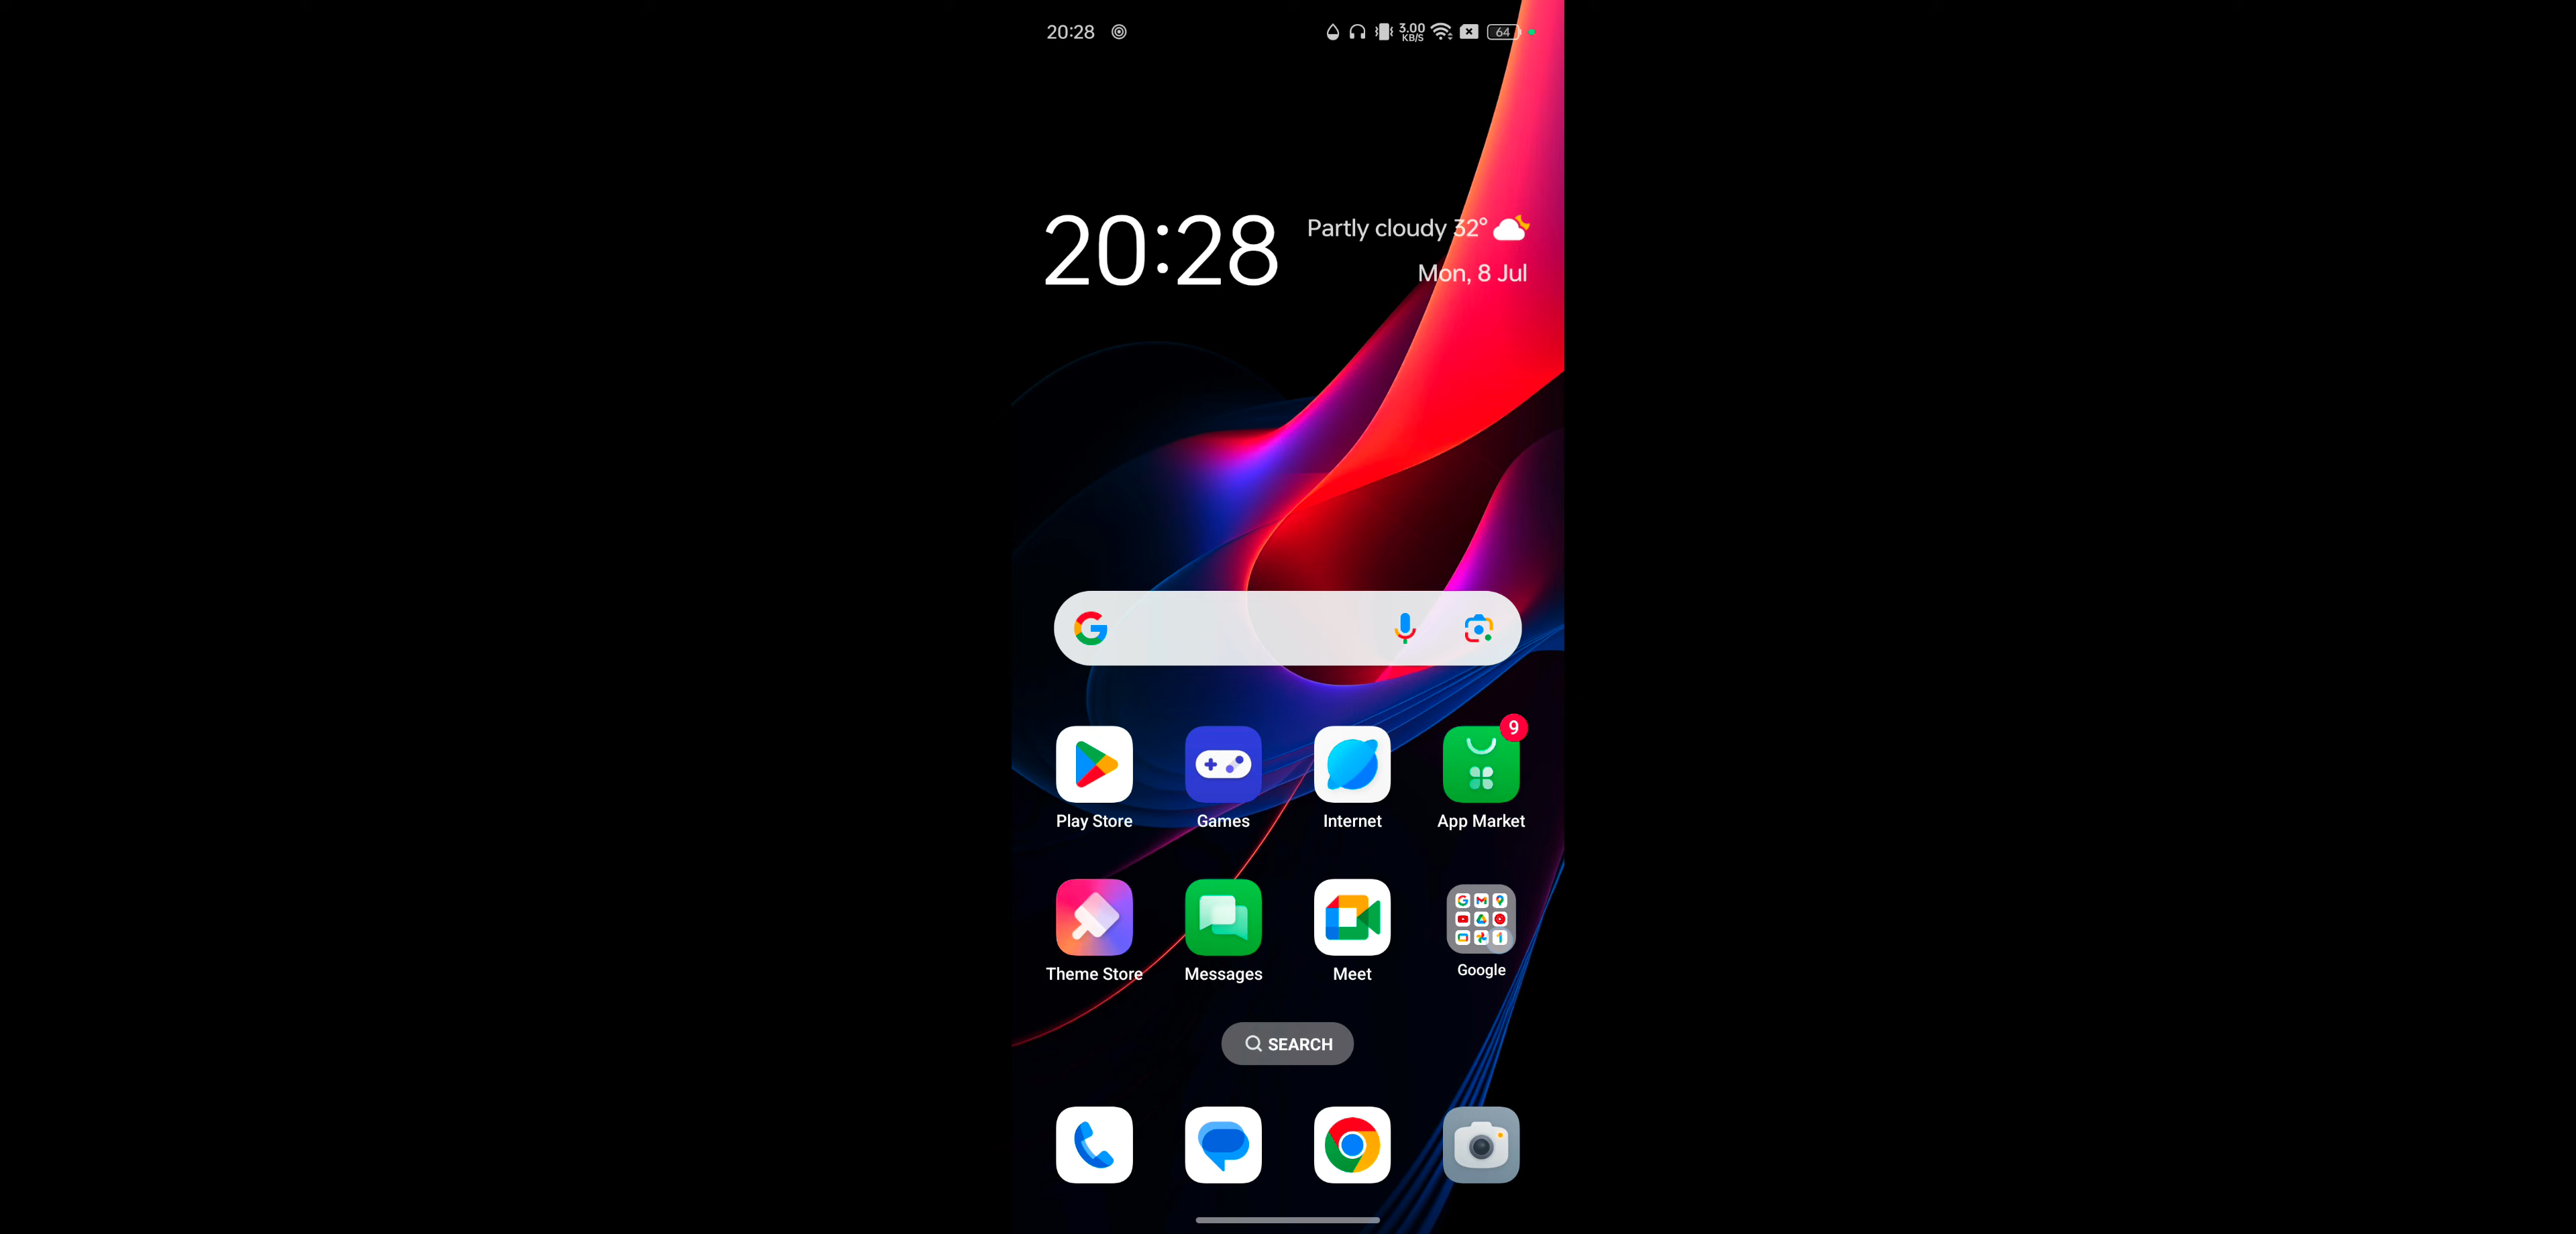 20:28
3.00
KB/S
64
20:28
Partly cloudy 32°
Mon, 8 Jul
9
Play Store
Games
Internet
App Market
Theme Store
Messages
Meet
Google
SEARCH